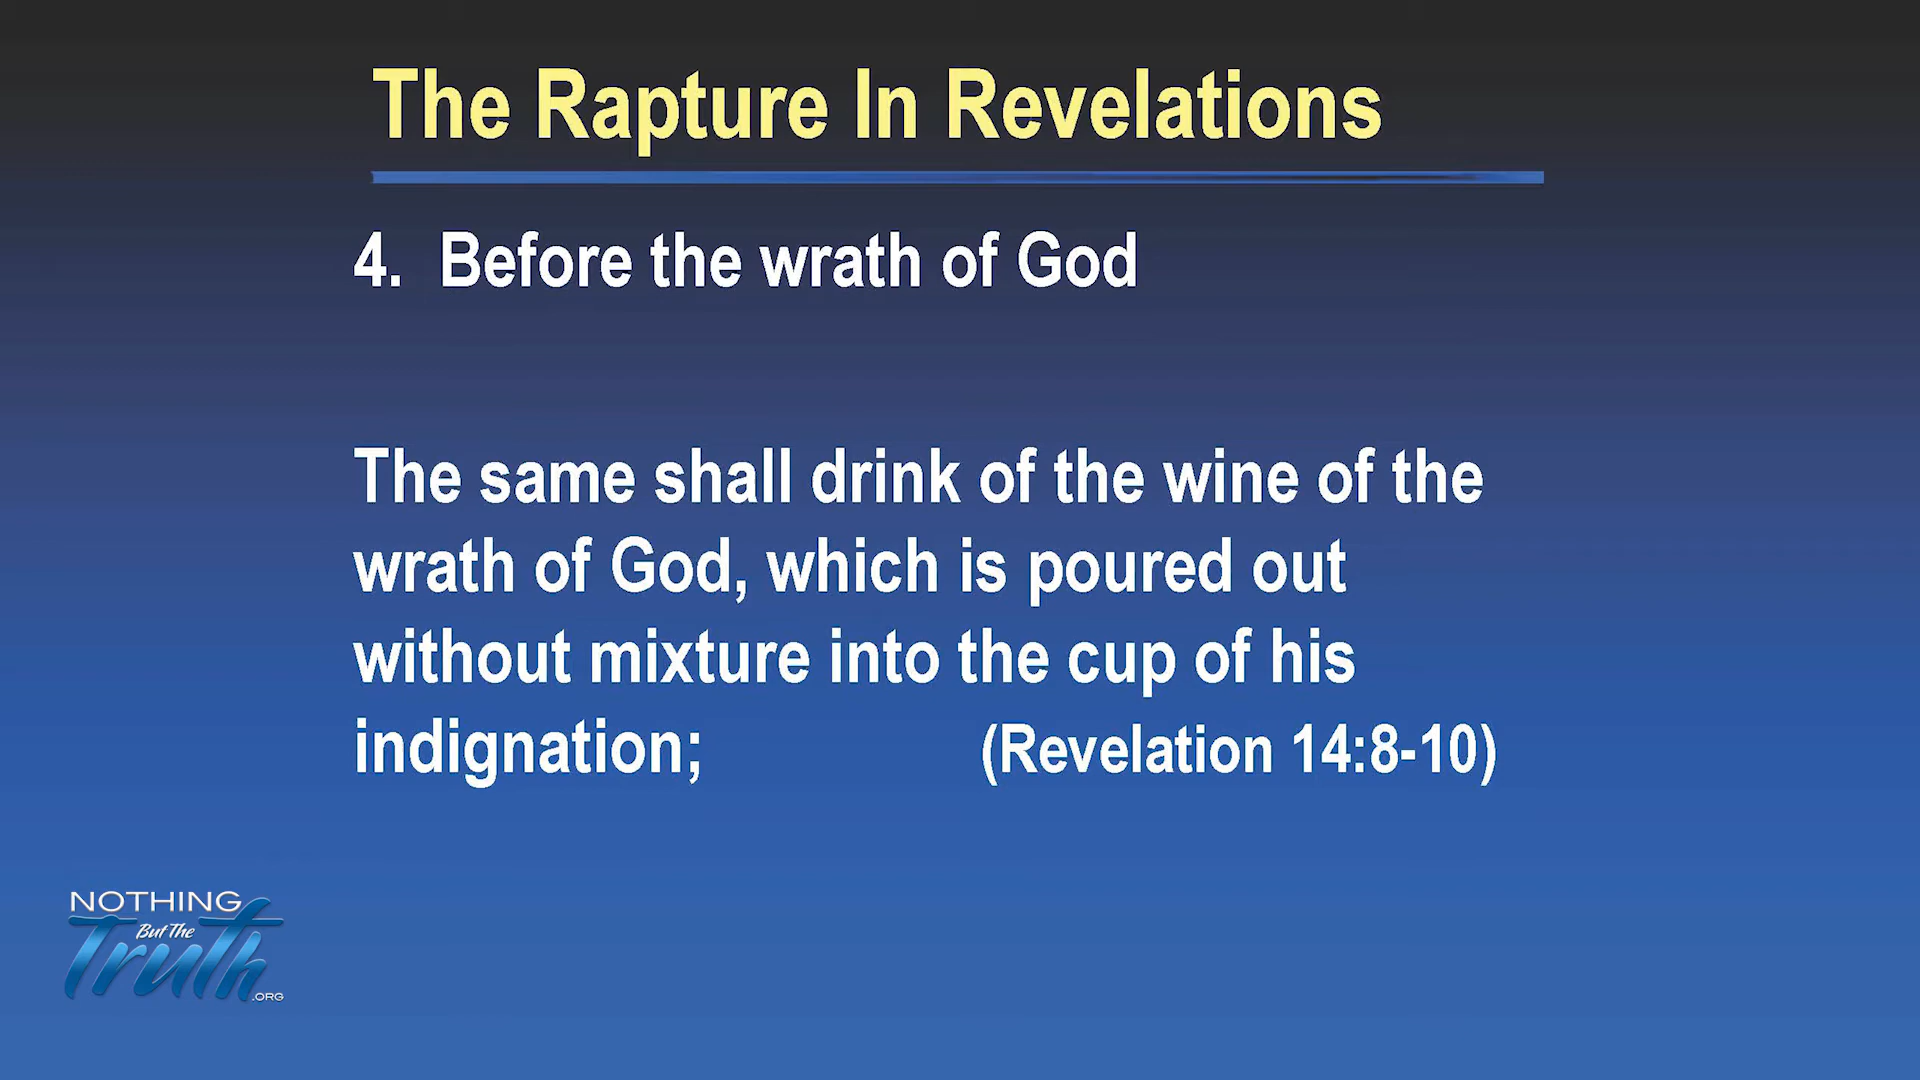 The Rapture In Revelations
4. Before the wrath of God
The same shall drink of the wine of the
wrath of God, which is poured out
without mixture into the cup of his
indignation; (Revelation 14:8-10)
NOTHING
But The
Truth
.ORG